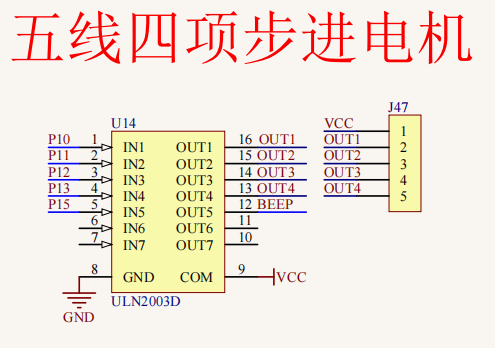 五线四项步进电机
U14
P10 1 IN1 OUT1 16 OUT1
P11 2 IN2 OUT2 15 OUT2
P12 3 IN3 OUT3 14 OUT3
P13 4 IN4 OUT4 13 OUT4
P15 5 IN5 OUT5 12 BEEP
6 IN6 OUT6 11
7 IN7 OUT7 10
8 GND COM 9 VCC
GND
ULN2003D
J47
VCC 1
OUT1 2
OUT2 3
OUT3 4
OUT4 5